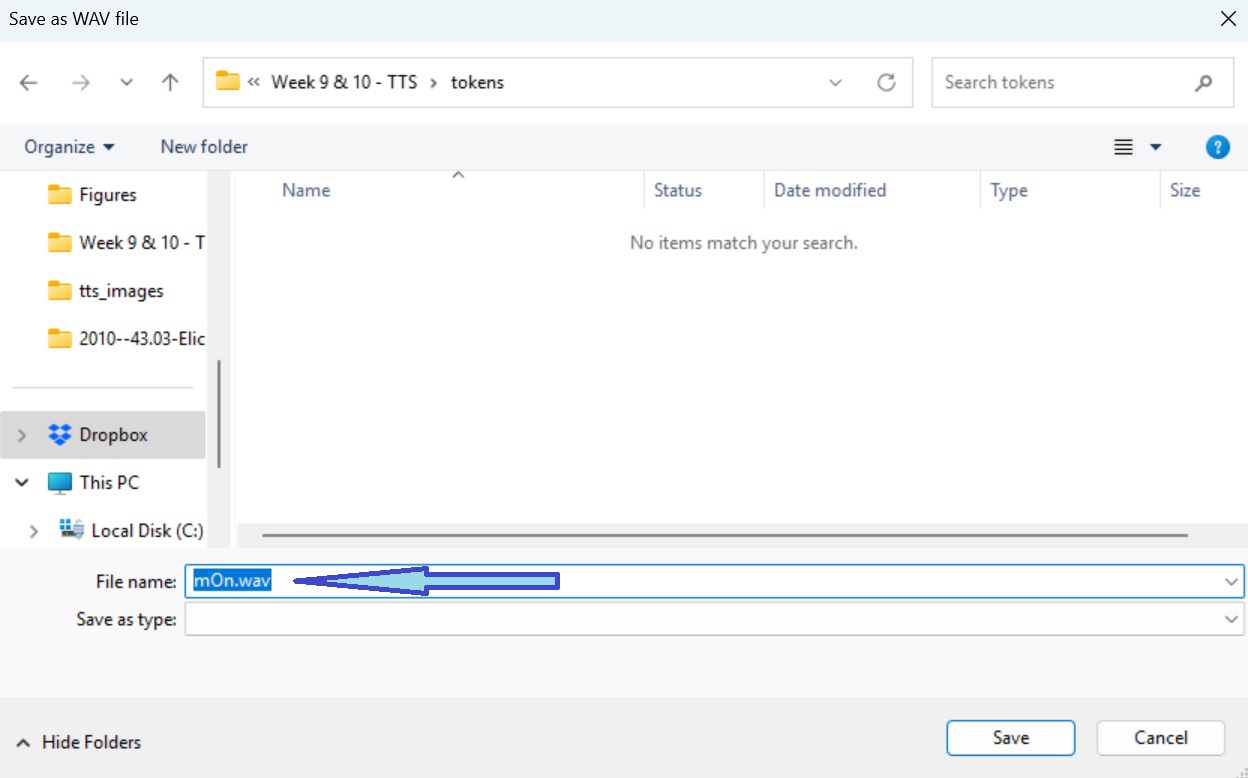 Save as WAV file
« Week 9 & 10 - TTS › tokens
Search tokens
Organize
New folder
?
Name
Status
Date modified
Type
Size
No items match your search.
Figures
Week 9 & 10 - T
tts_images
2010--43.03-Elic
Dropbox
This PC
Local Disk (C:)
File name: mOn.wav
Save as type:
Hide Folders
Save
Cancel